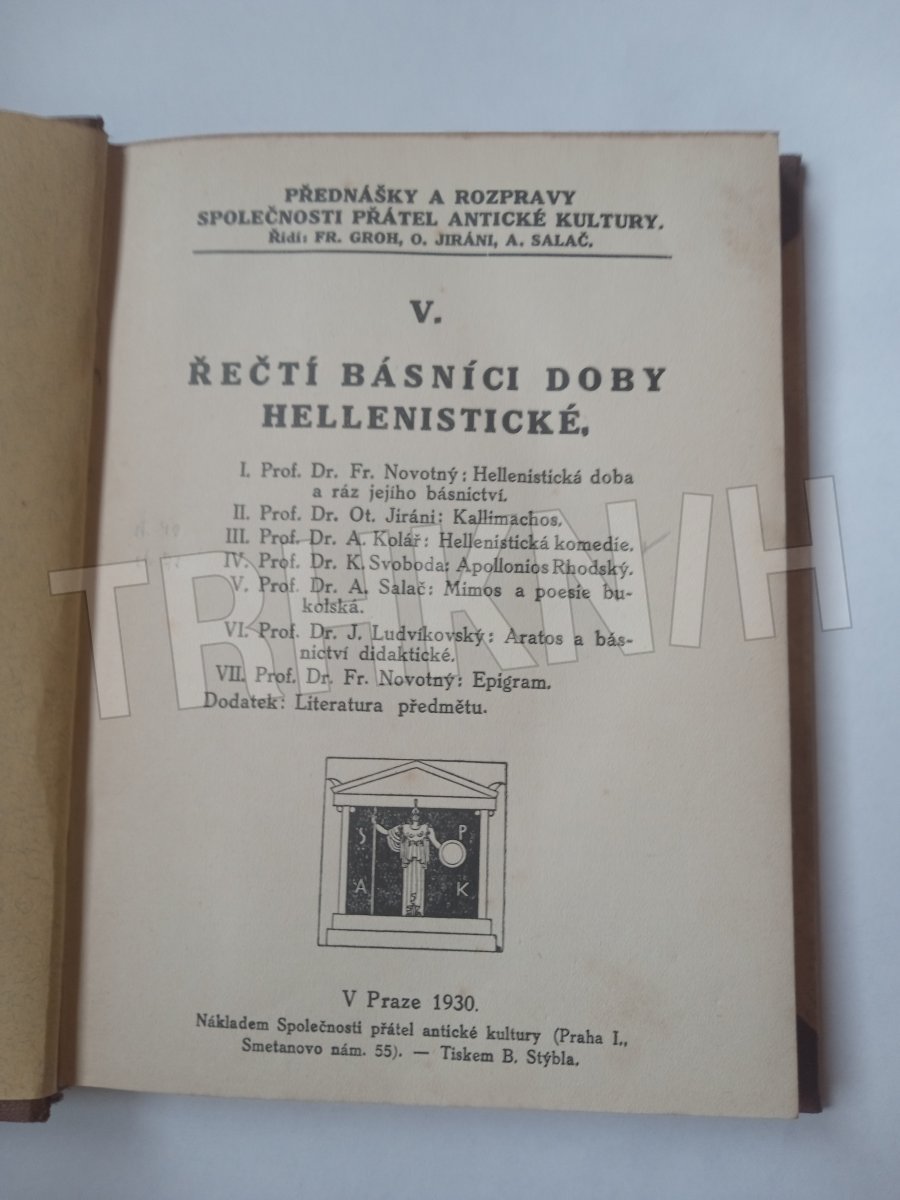 PŘEDNÁŠKY A ROZPRAVY
SPOLEČNOSTI PŘÁTEL ANTICKÉ KULTURY.
Řídí: FR. GROH, O. JIRÁNI, A. SALAČ.
V.
ŘEČTÍ BÁSNÍCI DOBY
HELLENISTICKÉ.
I. Prof. Dr. Fr. Novotný: Hellenistická doba
a ráz jejího básnictví.
II. Prof. Dr. Ot. Jiráni: Kallimachos.
III. Prof. Dr. A. Kolář: Hellenistická komedie.
IV. Prof. Dr. K. Svoboda: Apollonios Rhodský.
V. Prof. Dr. A. Salač: Mimos a poesie bu-
kolská.
VI. Prof. Dr. J. Ludvíkovský: Aratos a bás-
nictví didaktické.
VII. Prof. Dr. Fr. Novotný: Epigram.
Dodatek: Literatura předmětu.
TRHKNIH
S P
A K
V Praze 1930.
Nákladem Společnosti přátel antické kultury (Praha I.,
Smetanovo nám. 55). — Tiskem B. Stýbla.